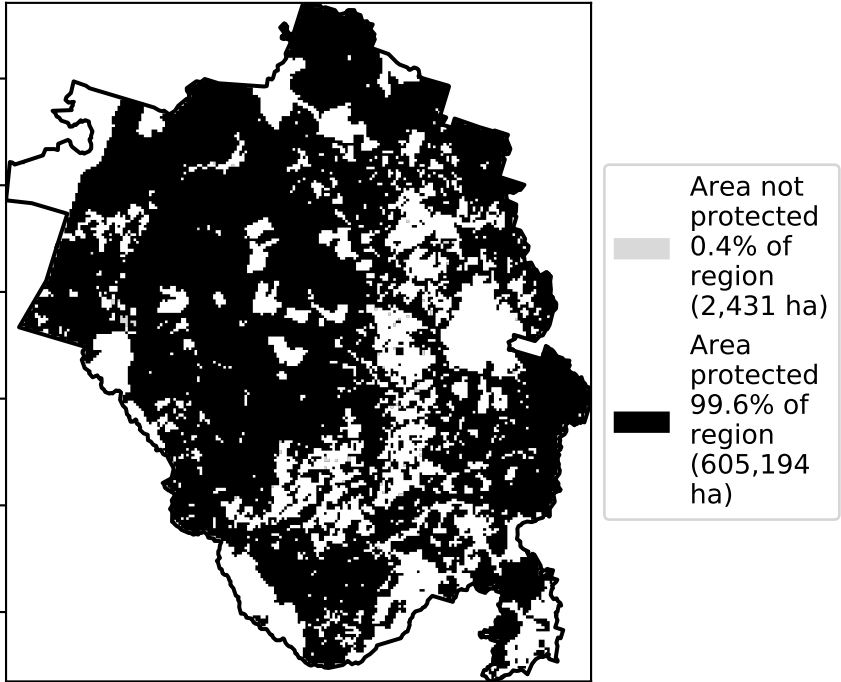 Area not
protected
0.4% of
region
(2,431 ha)
Area
protected
99.6% of
region
(605,194
ha)